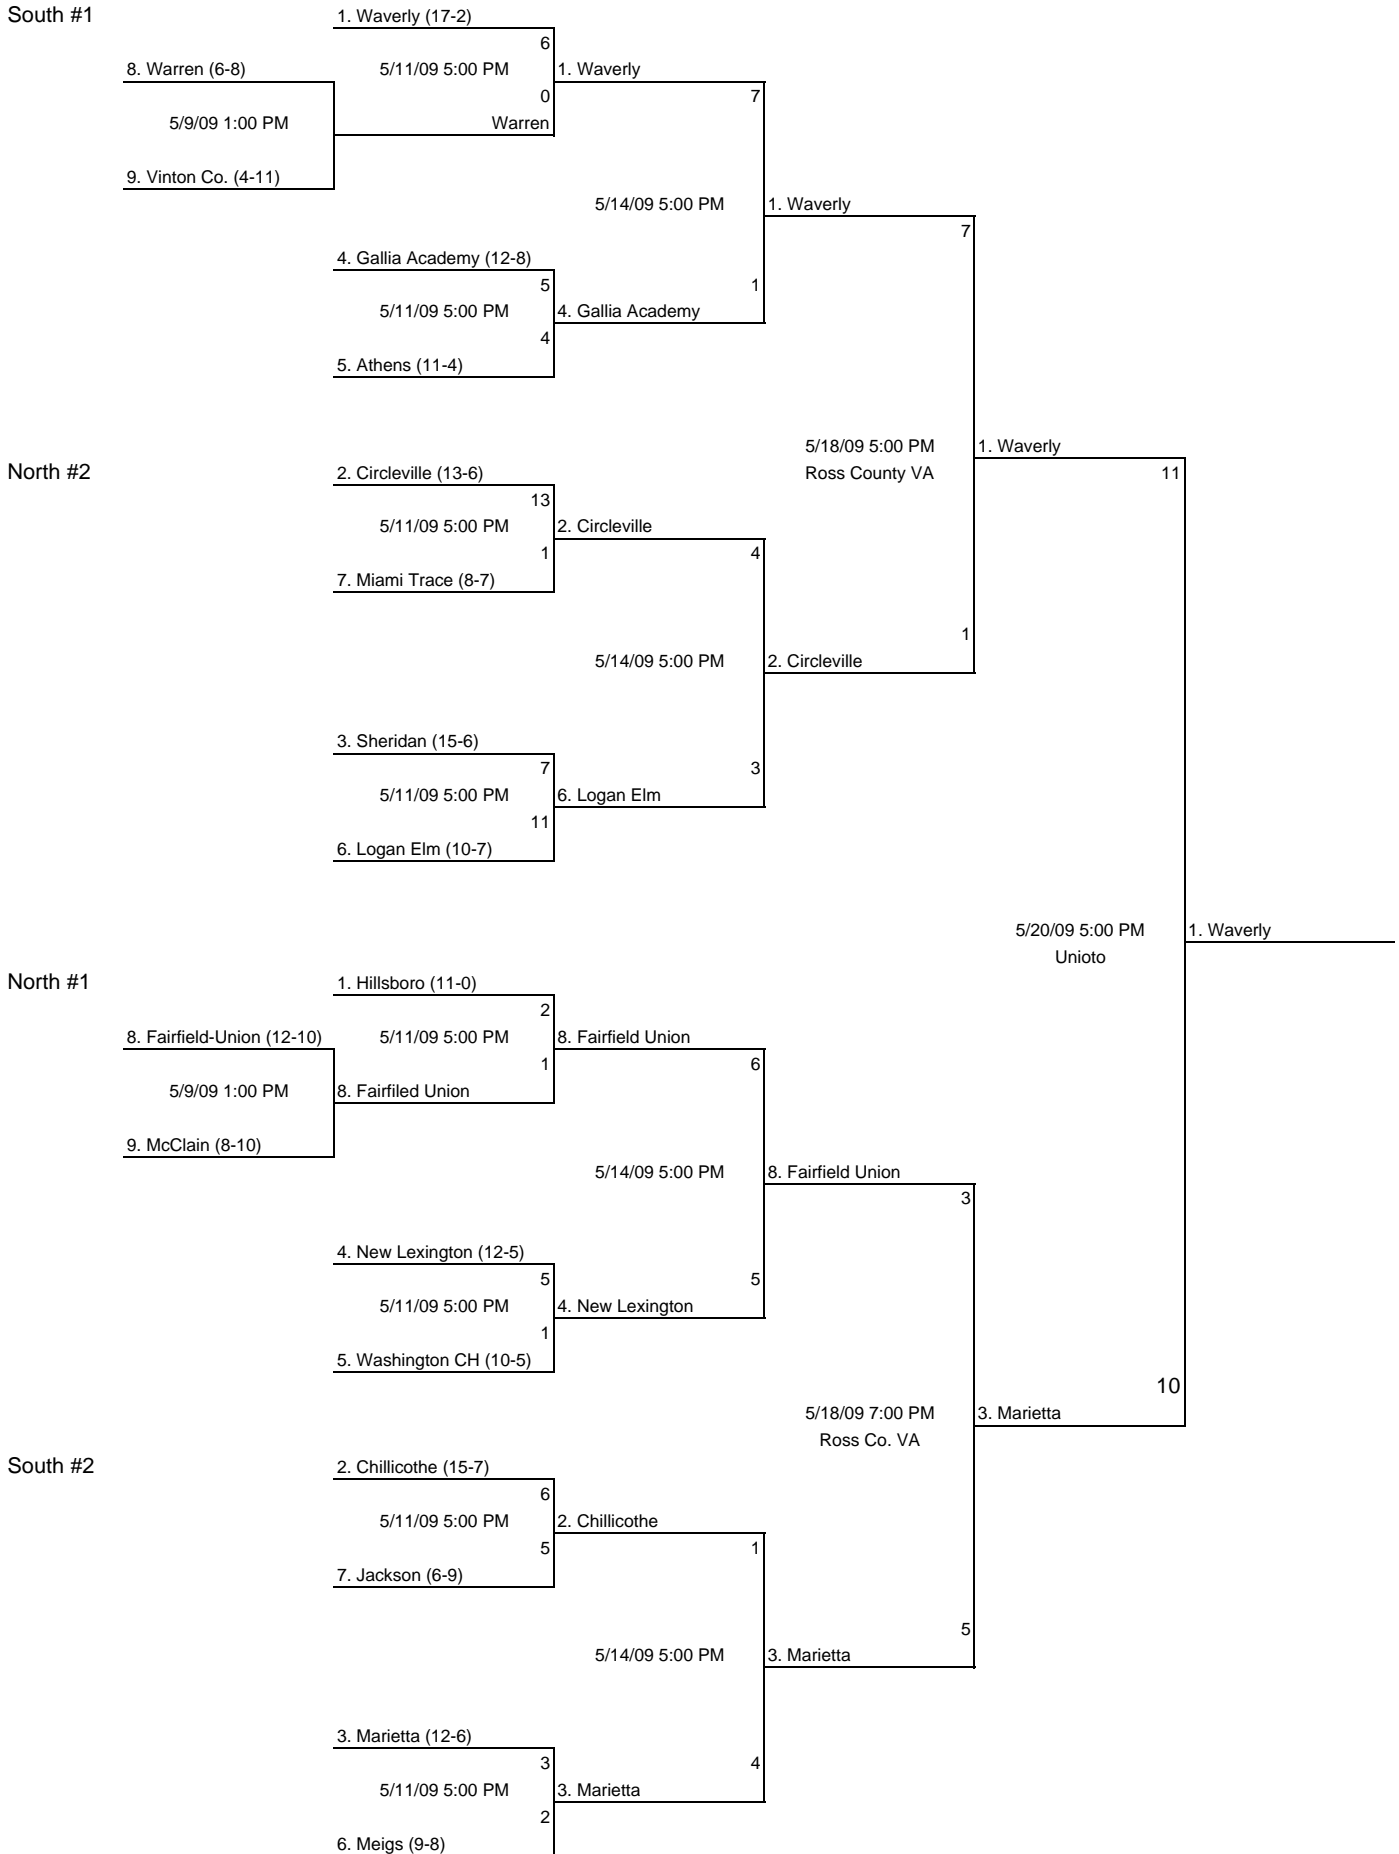 South #1
1. Waverly (17-2)
6
8. Warren (6-8)
5/11/09 5:00 PM
1. Waverly
0
7
5/9/09 1:00 PM
Warren
9. Vinton Co. (4-11)
5/14/09 5:00 PM
1. Waverly
7
4. Gallia Academy (12-8)
5
1
5/11/09 5:00 PM
4. Gallia Academy
4
5. Athens (11-4)
5/18/09 5:00 PM
1. Waverly
North #2
2. Circleville (13-6)
Ross County VA
11
13
5/11/09 5:00 PM
2. Circleville
1
4
7. Miami Trace (8-7)
1
5/14/09 5:00 PM
2. Circleville
3. Sheridan (15-6)
7
3
5/11/09 5:00 PM
6. Logan Elm
11
6. Logan Elm (10-7)
5/20/09 5:00 PM
1. Waverly
Unioto
North #1
1. Hillsboro (11-0)
2
8. Fairfield-Union (12-10)
5/11/09 5:00 PM
8. Fairfield Union
1
6
5/9/09 1:00 PM
8. Fairfiled Union
9. McClain (8-10)
5/14/09 5:00 PM
8. Fairfield Union
3
4. New Lexington (12-5)
5
5
5/11/09 5:00 PM
4. New Lexington
1
5. Washington CH (10-5)
10
5/18/09 7:00 PM
3. Marietta
Ross Co. VA
South #2
2. Chillicothe (15-7)
6
5/11/09 5:00 PM
2. Chillicothe
5
1
7. Jackson (6-9)
5
5/14/09 5:00 PM
3. Marietta
3. Marietta (12-6)
3
4
5/11/09 5:00 PM
3. Marietta
2
6. Meigs (9-8)